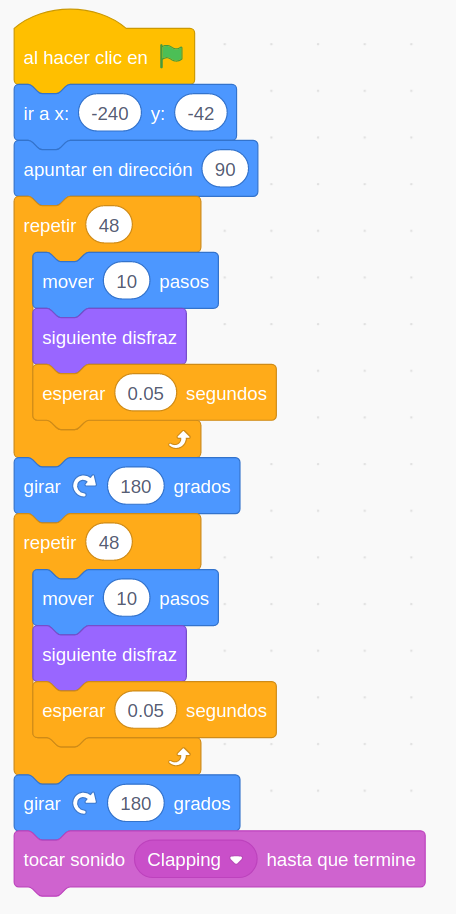 al hacer clic en
ir a x: -240 y: -42
apuntar en dirección 90
repetir 48
mover 10 pasos
siguiente disfraz
esperar 0.05 segundos
girar 180 grados
repetir 48
mover 10 pasos
siguiente disfraz
esperar 0.05 segundos
girar 180 grados
tocar sonido Clapping hasta que termine